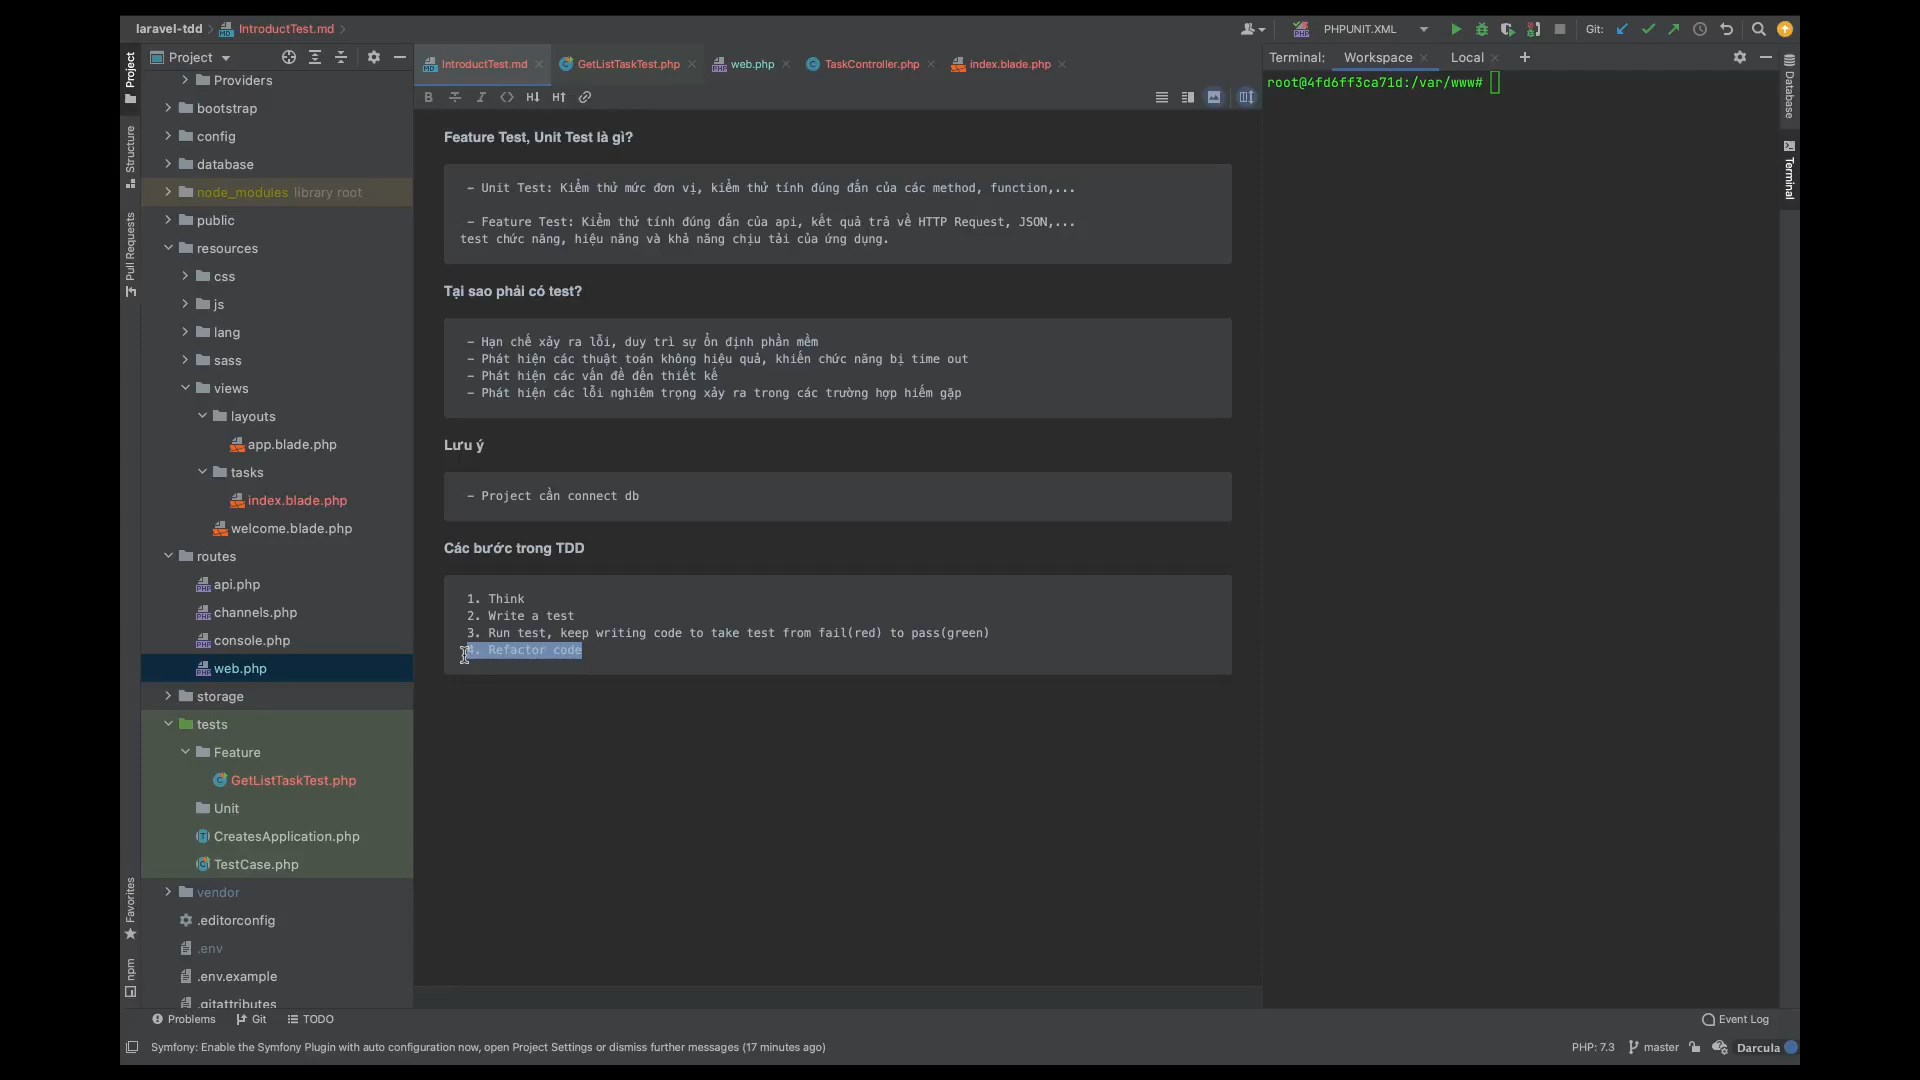 laravel-tdd
IntroductTest.md
PHPUNIT.XML
Git:
Project
IntroductTest.md
GetListTaskTest.php
web.php
TaskController.php
index.blade.php
Terminal:
Workspace
Local
root@4fd6ff3ca71d:/var/www#
Project
Structure
Pull Requests
Favorites
npm
Database
Terminal
Providers
bootstrap
config
database
node_modules library root
public
resources
css
js
lang
sass
views
layouts
app.blade.php
tasks
index.blade.php
welcome.blade.php
routes
api.php
channels.php
console.php
web.php
storage
tests
Feature
GetListTaskTest.php
Unit
CreatesApplication.php
TestCase.php
vendor
.editorconfig
.env
.env.example
.gitattributes
Feature Test, Unit Test là gì?
- Unit Test: Kiểm thử mức đơn vị, kiểm thử tính đúng đắn của các method, function,...
- Feature Test: Kiểm thử tính đúng đắn của api, kết quả trả về HTTP Request, JSON,...
test chức năng, hiệu năng và khả năng chịu tải của ứng dụng.
Tại sao phải có test?
- Hạn chế xảy ra lỗi, duy trì sự ổn định phần mềm
- Phát hiện các thuật toán không hiệu quả, khiến chức năng bị time out
- Phát hiện các vấn đề đến thiết kế
- Phát hiện các lỗi nghiêm trọng xảy ra trong các trường hợp hiếm gặp
Lưu ý
- Project cần connect db
Các bước trong TDD
1. Think
2. Write a test
3. Run test, keep writing code to take test from fail(red) to pass(green)
4. Refactor code
Problems
Git
TODO
Event Log
Symfony: Enable the Symfony Plugin with auto configuration now, open Project Settings or dismiss further messages (17 minutes ago)
PHP: 7.3
master
Darcula